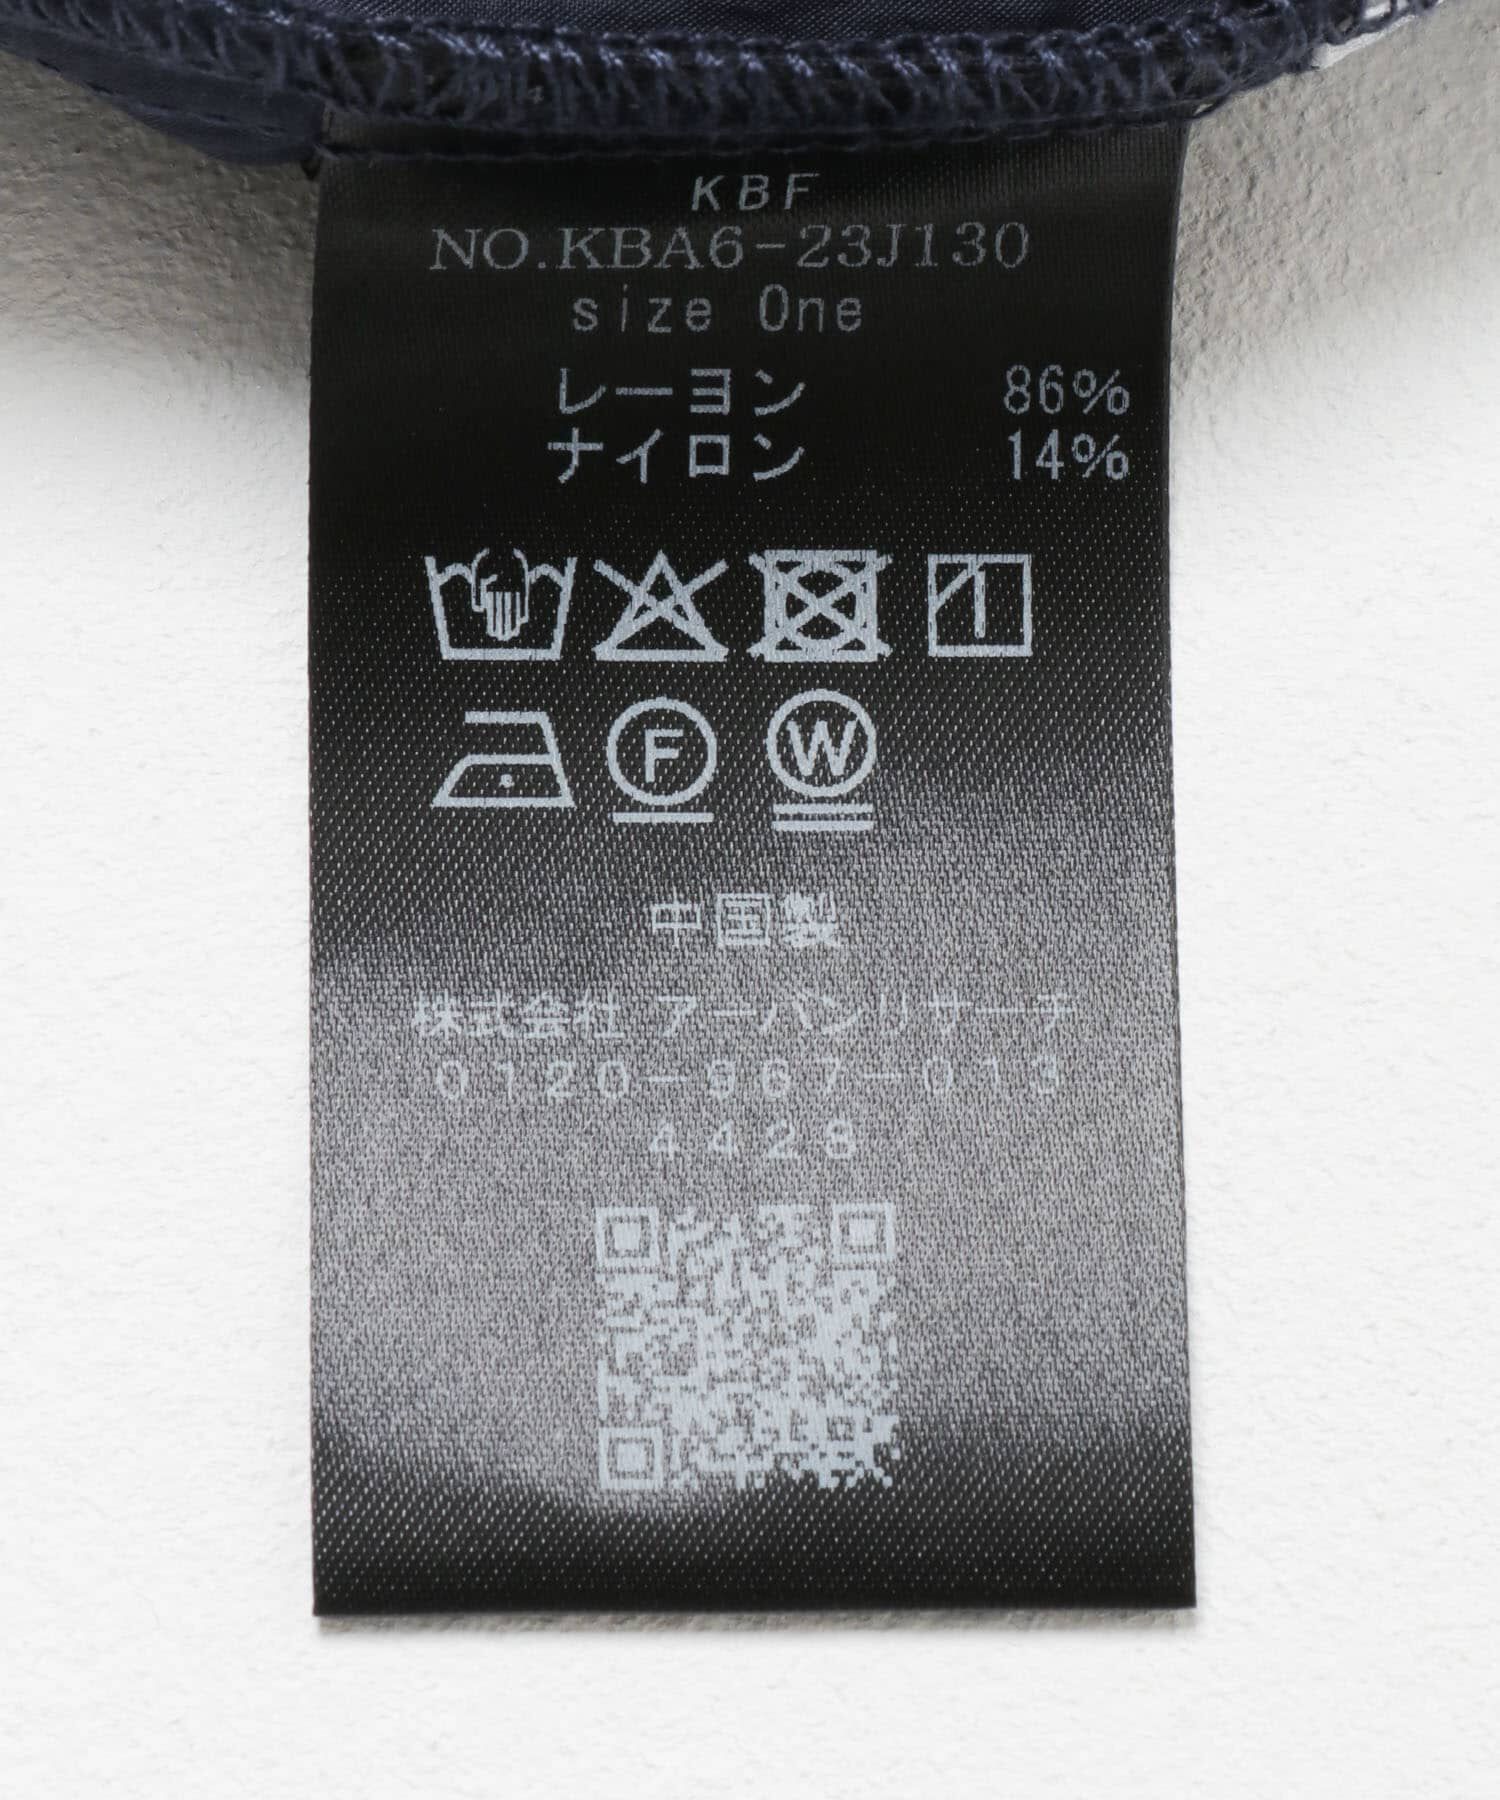 KBF
NO.KBA6-23J130
size One
レーヨン 86%
ナイロン 14%
F W
中国製
株式会社 アーバンリサーチ
0120-967-013
4428